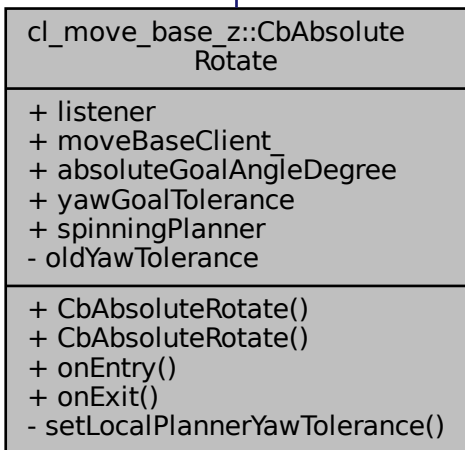 cl_move_base_z::CbAbsolute
Rotate
+ listener
+ moveBaseClient_
+ absoluteGoalAngleDegree
+ yawGoalTolerance
+ spinningPlanner
- oldYawTolerance
+ CbAbsoluteRotate()
+ CbAbsoluteRotate()
+ onEntry()
+ onExit()
- setLocalPlannerYawTolerance()